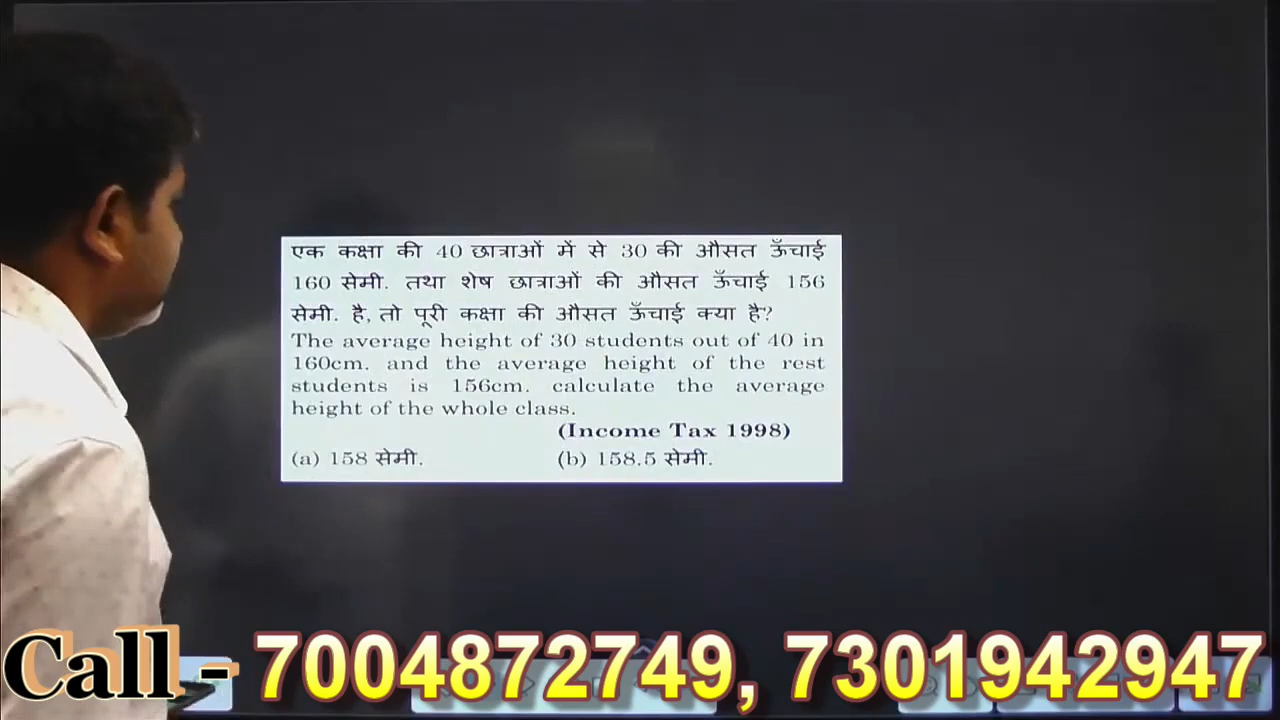 एक कक्षा की 40 छात्राओं में से 30 की औसत ऊँचाई
160 सेमी. तथा शेष छात्राओं की औसत ऊँचाई 156
सेमी. है, तो पूरी कक्षा की औसत ऊँचाई क्या है?
The average height of 30 students out of 40 in
160cm. and the average height of the rest
students is 156cm. calculate the average
height of the whole class.
(Income Tax 1998)
(a) 158 सेमी. (b) 158.5 सेमी.
Call - 7004872749, 7301942947